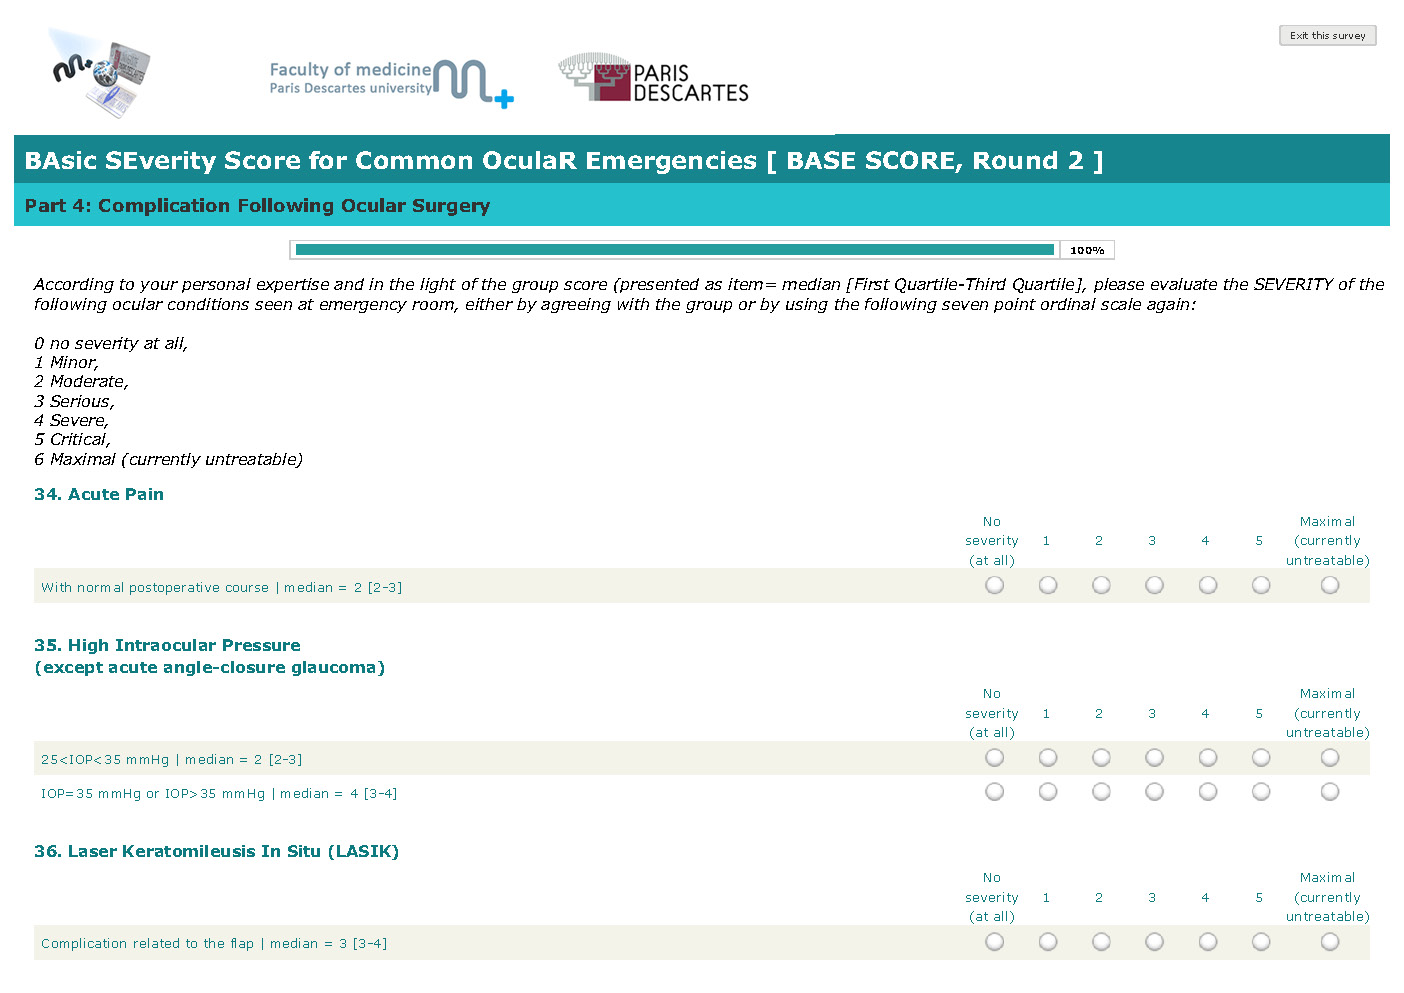 Exit this survey
Faculty of medicine
Paris Descartes university
PARIS
DESCARTES
BAsic SEverity Score for Common OculaR Emergencies [ BASE SCORE, Round 2 ]
Part 4: Complication Following Ocular Surgery
100%
According to your personal expertise and in the light of the group score (presented as item= median [First Quartile-Third Quartile], please evaluate the SEVERITY of the
following ocular conditions seen at emergency room, either by agreeing with the group or by using the following seven point ordinal scale again:
0 no severity at all,
1 Minor,
2 Moderate,
3 Serious,
4 Severe,
5 Critical,
6 Maximal (currently untreatable)
34. Acute Pain
No severity (at all) 1 2 3 4 5 Maximal (currently untreatable)
With normal postoperative course | median = 2 [2-3]
35. High Intraocular Pressure
(except acute angle-closure glaucoma)
No severity (at all) 1 2 3 4 5 Maximal (currently untreatable)
25<IOP<35 mmHg | median = 2 [2-3]
IOP=35 mmHg or IOP>35 mmHg | median = 4 [3-4]
36. Laser Keratomileusis In Situ (LASIK)
No severity (at all) 1 2 3 4 5 Maximal (currently untreatable)
Complication related to the flap | median = 3 [3-4]